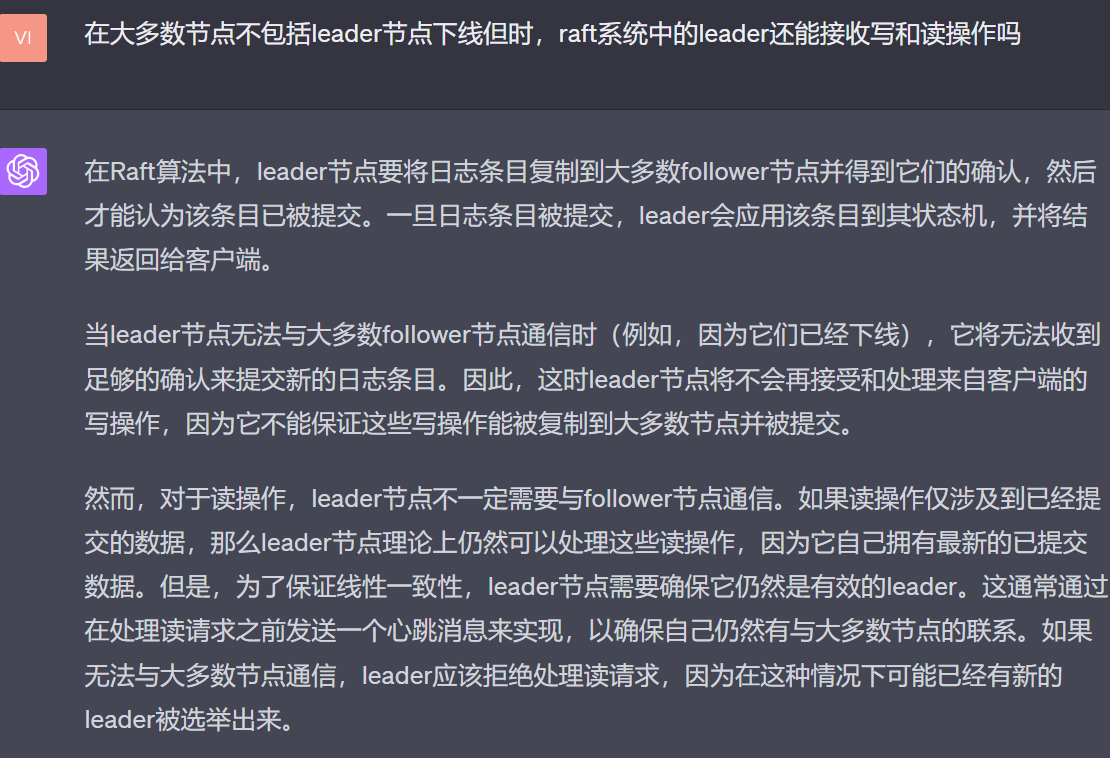 VI
在大多数节点不包括leader节点下线但时，raft系统中的leader还能接收写和读操作吗
在Raft算法中，leader节点要将日志条目复制到大多数follower节点并得到它们的确认，然后
才能认为该条目已被提交。一旦日志条目被提交，leader会应用该条目到其状态机，并将结
果返回给客户端。
当leader节点无法与大多数follower节点通信时（例如，因为它们已经下线），它将无法收到
足够的确认来提交新的日志条目。因此，这时leader节点将不会再接受和处理来自客户端的
写操作，因为它不能保证这些写操作能被复制到大多数节点并被提交。
然而，对于读操作，leader节点不一定需要与follower节点通信。如果读操作仅涉及到已经提
交的数据，那么leader节点理论上仍然可以处理这些读操作，因为它自己拥有最新的已提交
数据。但是，为了保证线性一致性，leader节点需要确保它仍然是有效的leader。这通常通过
在处理读请求之前发送一个心跳消息来实现，以确保自己仍然有与大多数节点的联系。如果
无法与大多数节点通信，leader应该拒绝处理读请求，因为在这种情况下可能已经有新的
leader被选举出来。